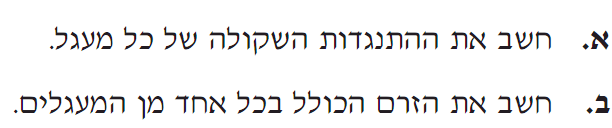 א. חשב את ההתנגדות השקולה של כל מעגל.
ב. חשב את הזרם הכולל בכל אחד מן המעגלים.